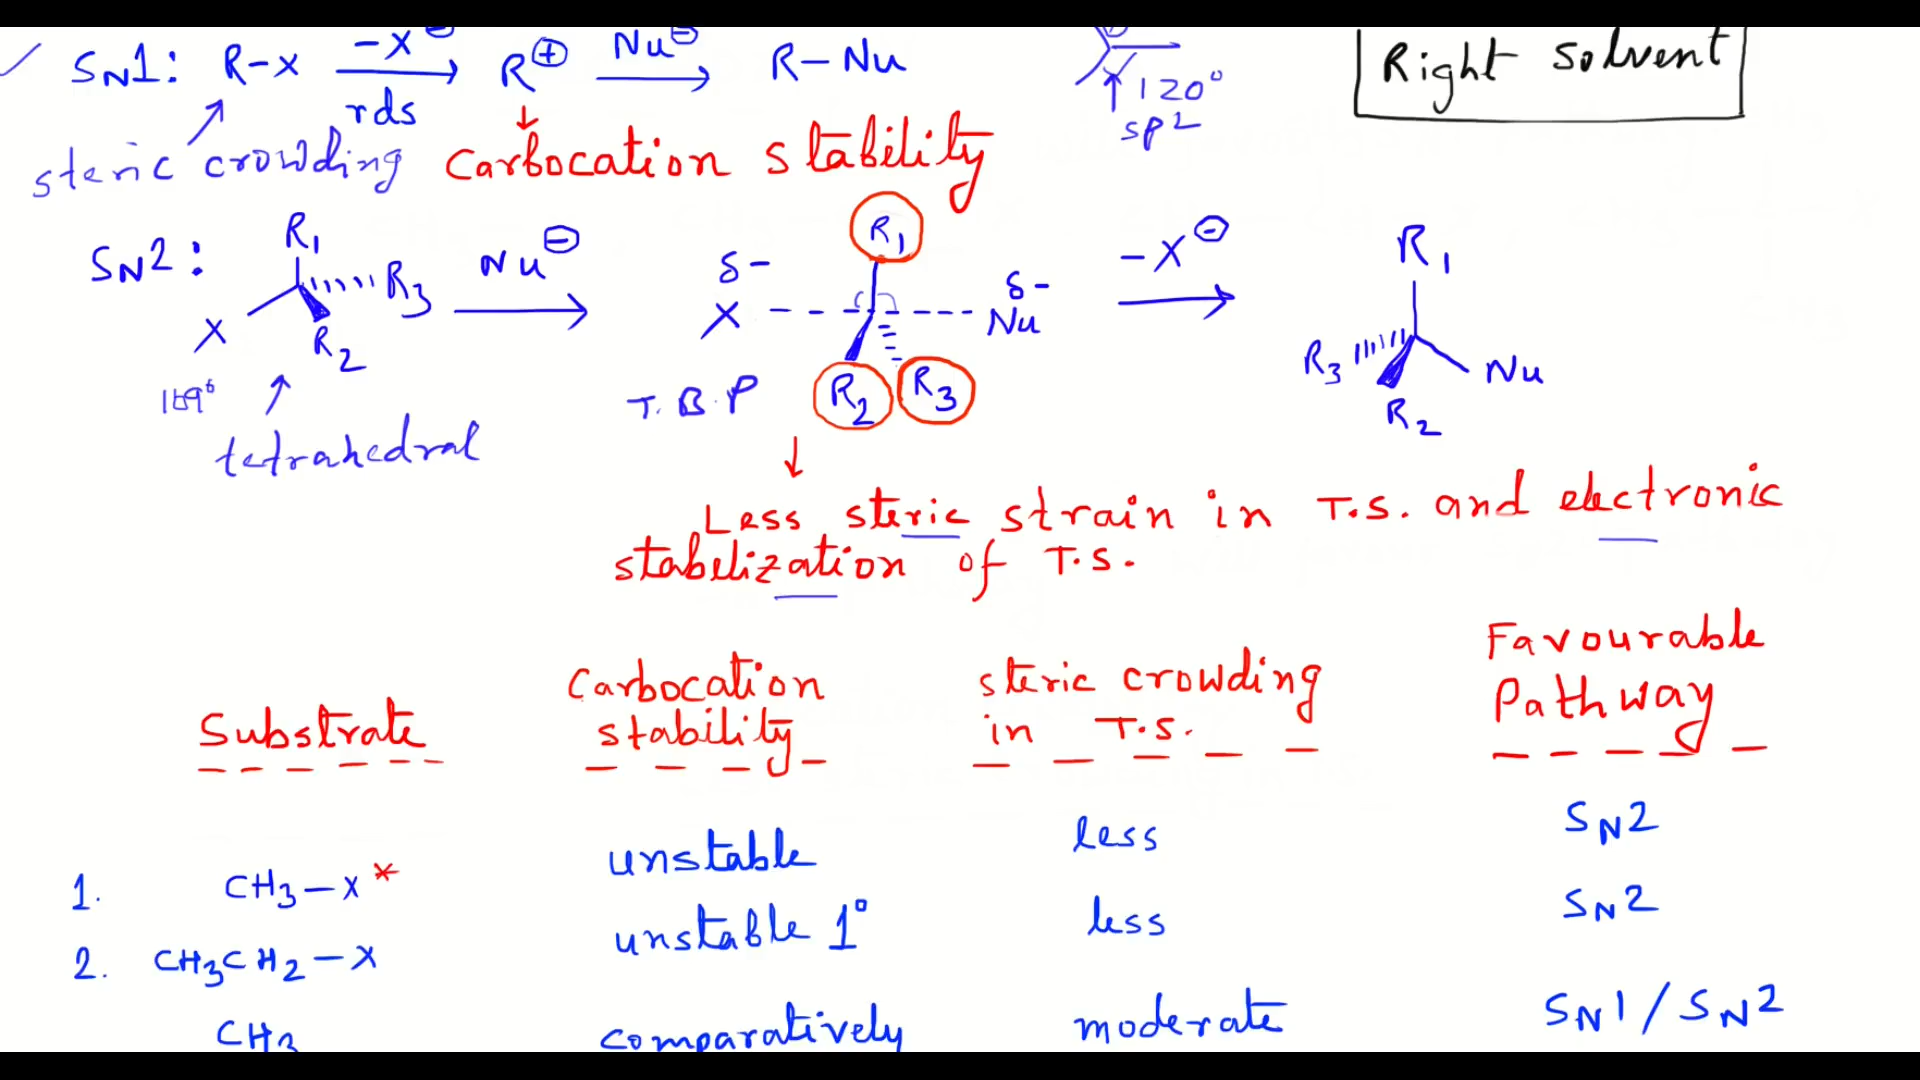 SN1: R-X -X⊖ rds → R⊕ Nu⊖ → R-Nu
120°
sp2
Right solvent
steric crowding Carbocation stability
SN2: R1 R3 R2 X Nu⊖ →
δ- X R1 R2 R3 Nu δ-
-X⊖ → R1 R3 R2 Nu
109°
tetrahedral
T.B.P
Less steric strain in T.S. and electronic
stabelization of T.S.
Substrate
Carbocation
stability
steric crowding
in T.S.
Favourable
Pathway
1. CH3-X * unstable less SN2
2. CH3CH2-X unstable 1° less SN2
CH3 comparatively moderate SN1/SN2